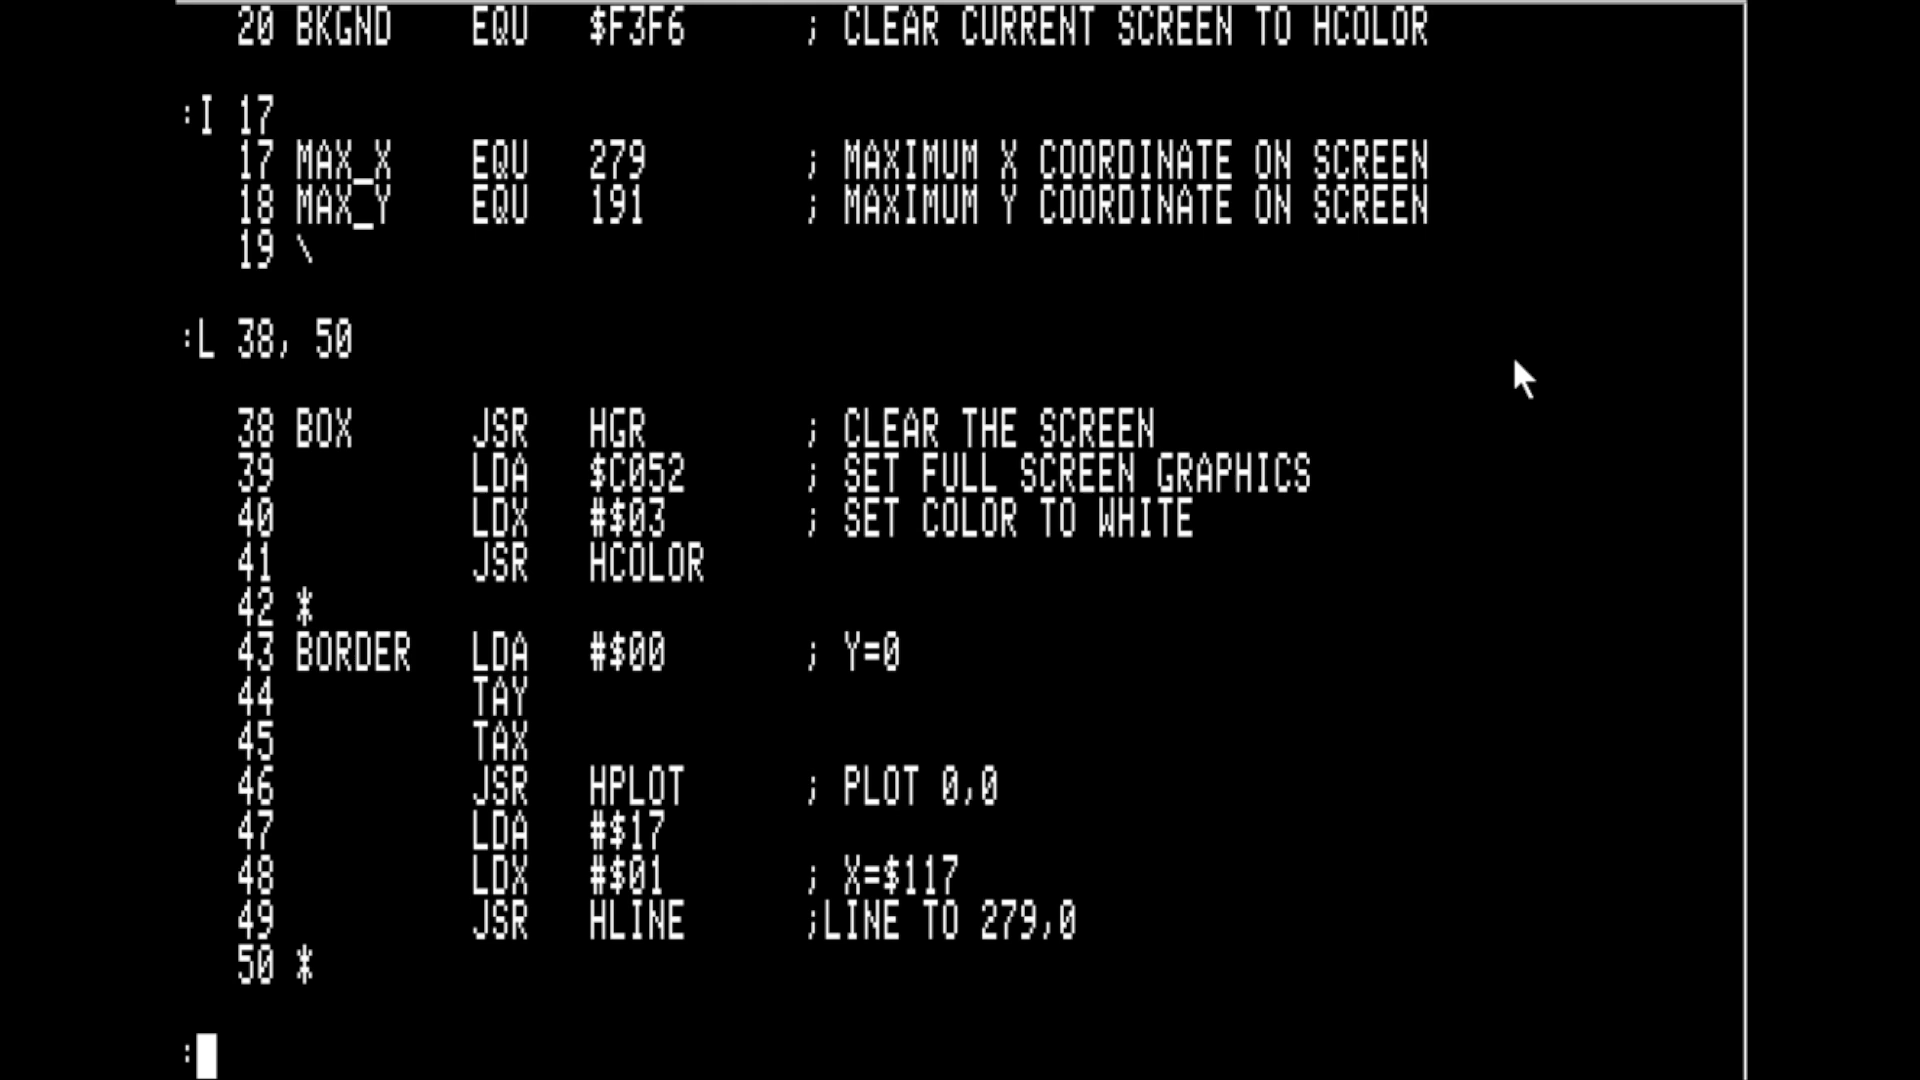 20 BKGND EQU $F3F6 ; CLEAR CURRENT SCREEN TO HCOLOR
:I 17
17 MAX_X EQU 279 ; MAXIMUM X COORDINATE ON SCREEN
18 MAX_Y EQU 191 ; MAXIMUM Y COORDINATE ON SCREEN
19 \
:L 38, 50
38 BOX JSR HGR ; CLEAR THE SCREEN
39 LDA $C052 ; SET FULL SCREEN GRAPHICS
40 LDX #$03 ; SET COLOR TO WHITE
41 JSR HCOLOR
42 *
43 BORDER LDA #$00 ; Y=0
44 TAY
45 TAX
46 JSR HPLOT ; PLOT 0,0
47 LDA #$17
48 LDX #$01 ; X=$117
49 JSR HLINE ;LINE TO 279,0
50 *
: